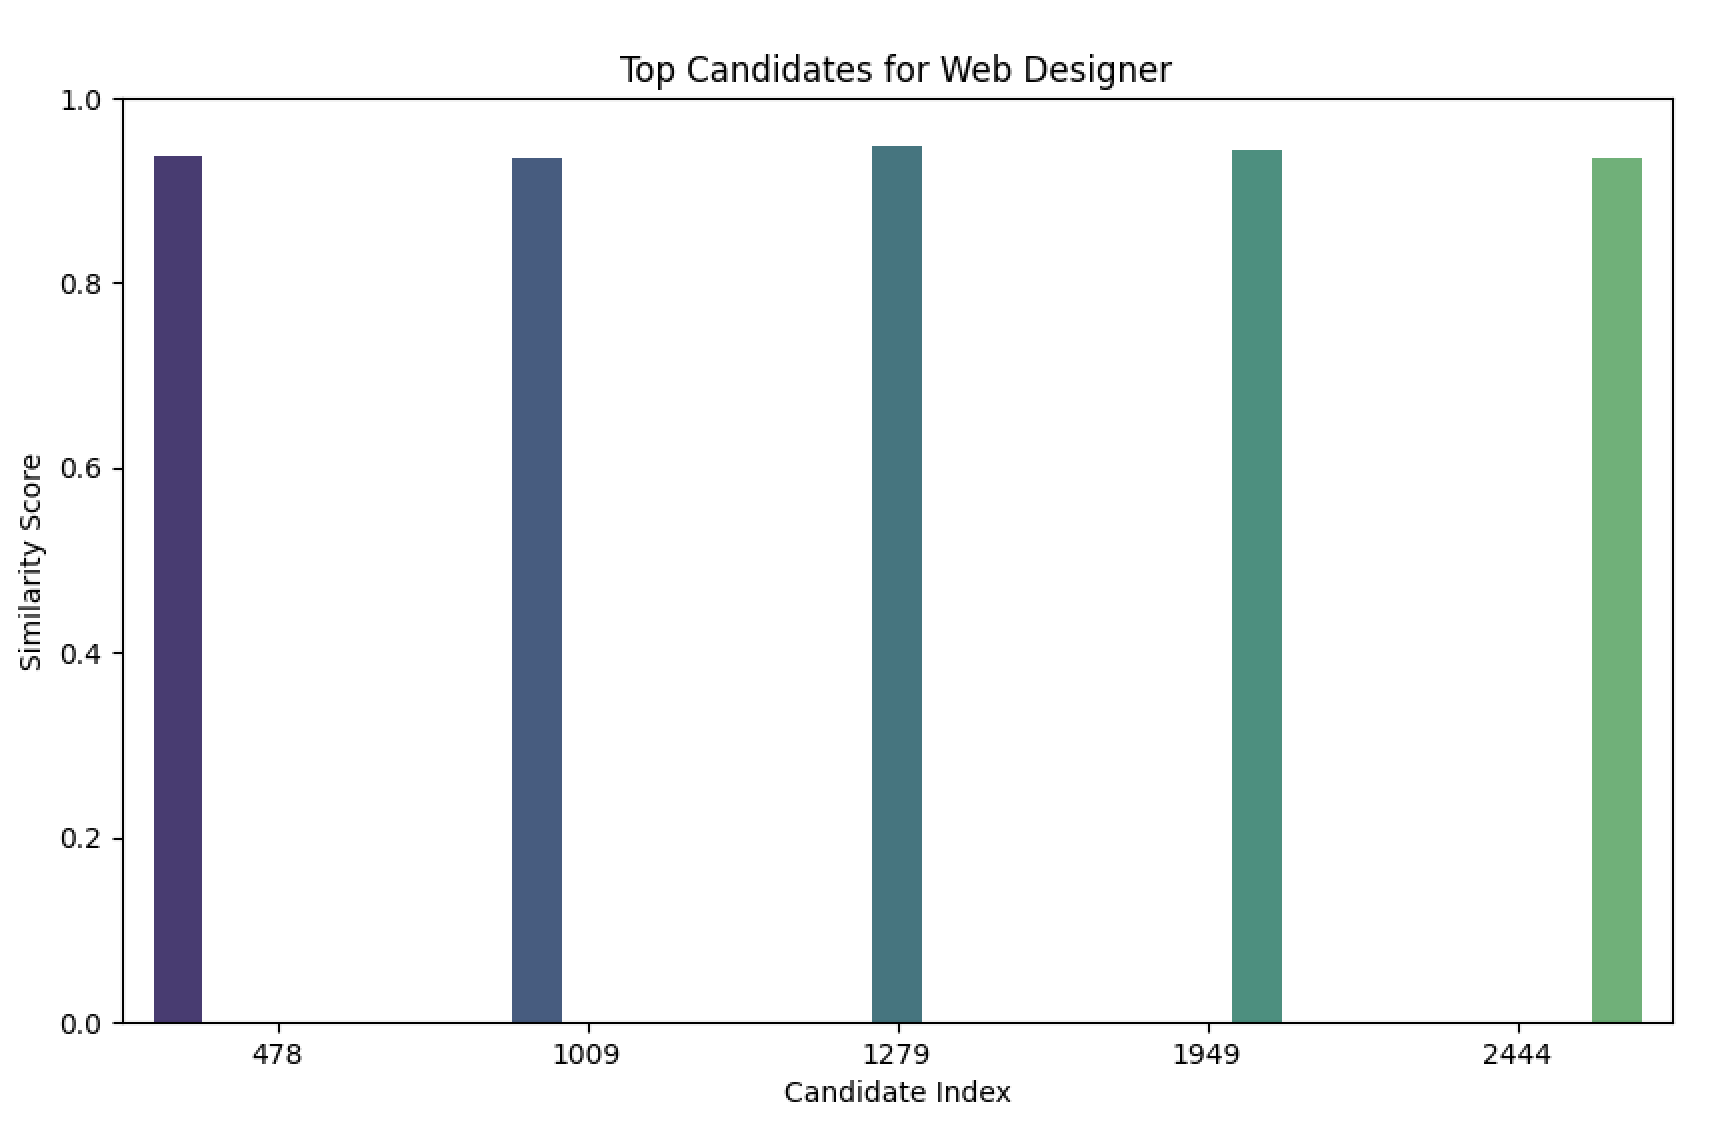 Top Candidates for Web Designer
1.0
0.8
0.6
0.4
0.2
0.0
Similarity Score
478 1009 1279 1949 2444
Candidate Index